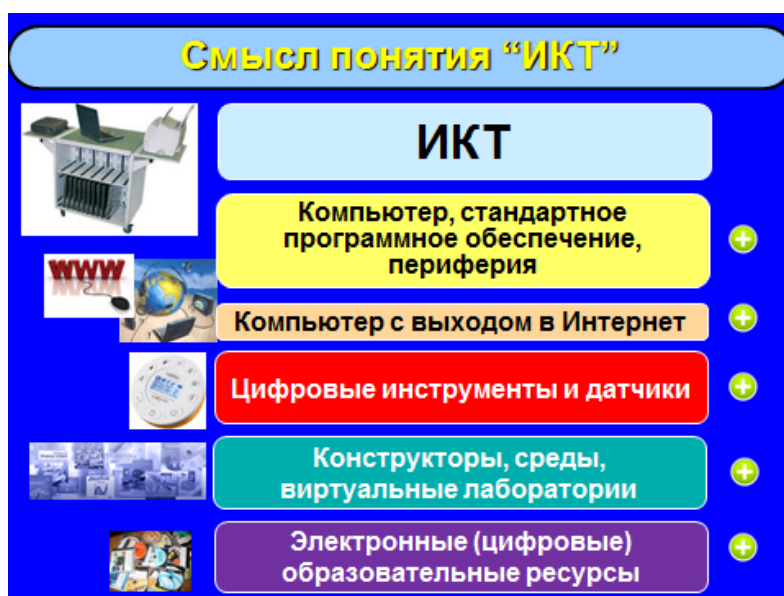 Смысл понятия “ИКТ”
ИКТ
Компьютер, стандартное
программное обеспечение,
периферия
WWW
Компьютер с выходом в Интернет
Цифровые инструменты и датчики
Конструкторы, среды,
виртуальные лаборатории
Электронные (цифровые)
образовательные ресурсы